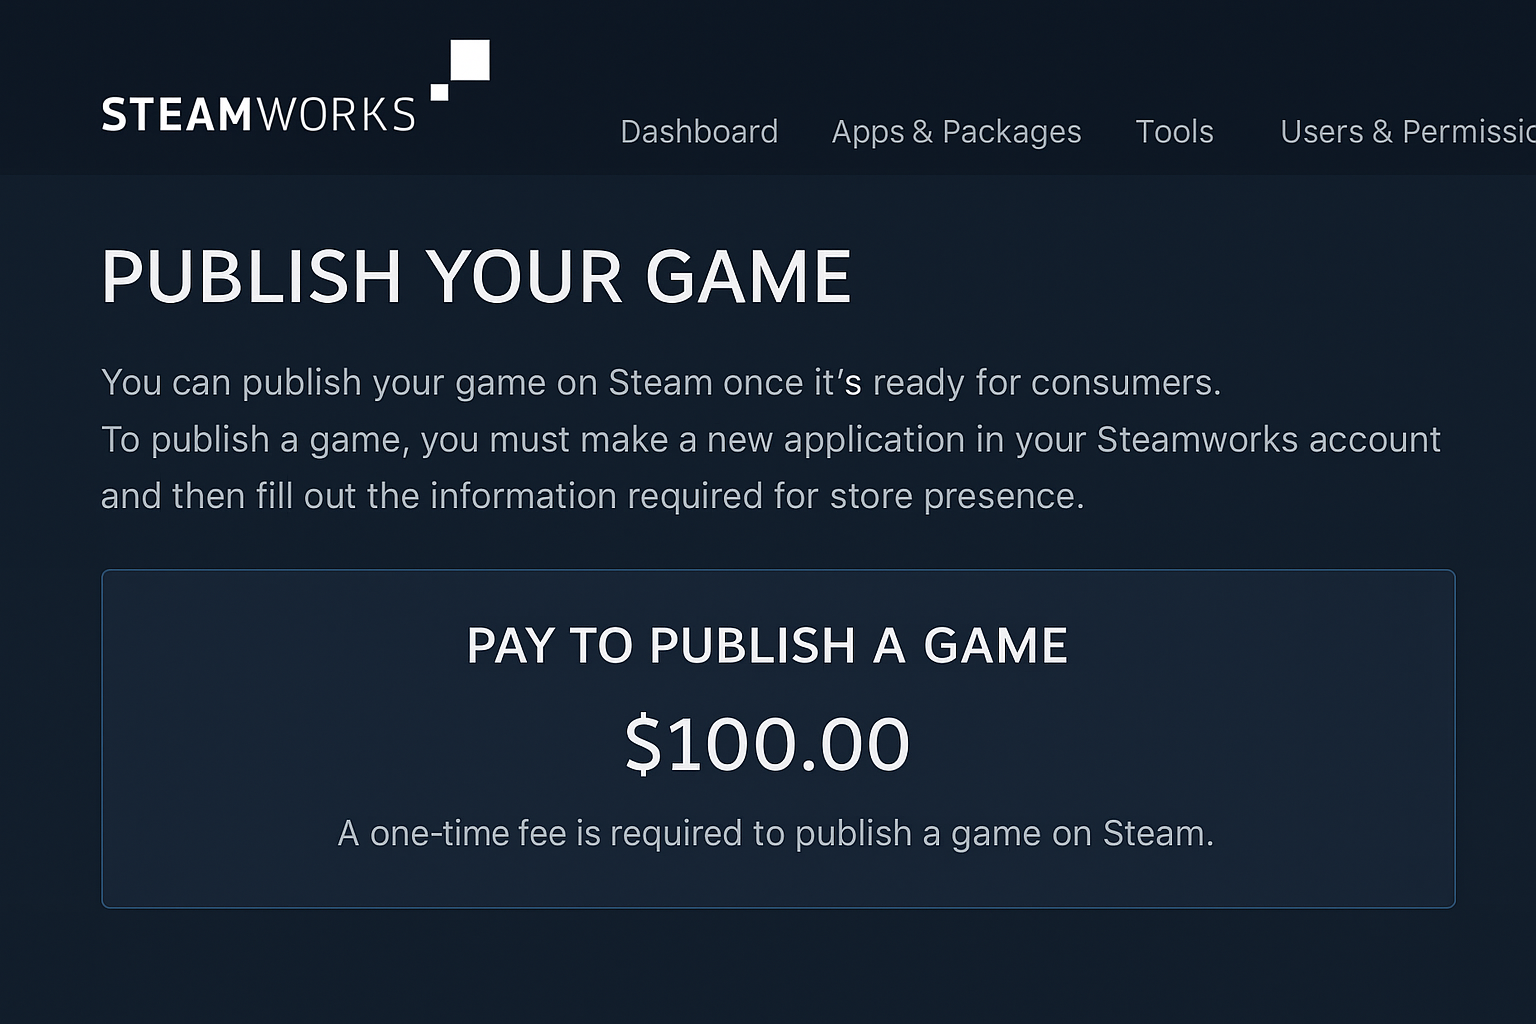 STEAMWORKS
Dashboard Apps & Packages Tools Users & Permissio
PUBLISH YOUR GAME
You can publish your game on Steam once it’s ready for consumers.
To publish a game, you must make a new application in your Steamworks account
and then fill out the information required for store presence.
PAY TO PUBLISH A GAME
$100.00
A one-time fee is required to publish a game on Steam.